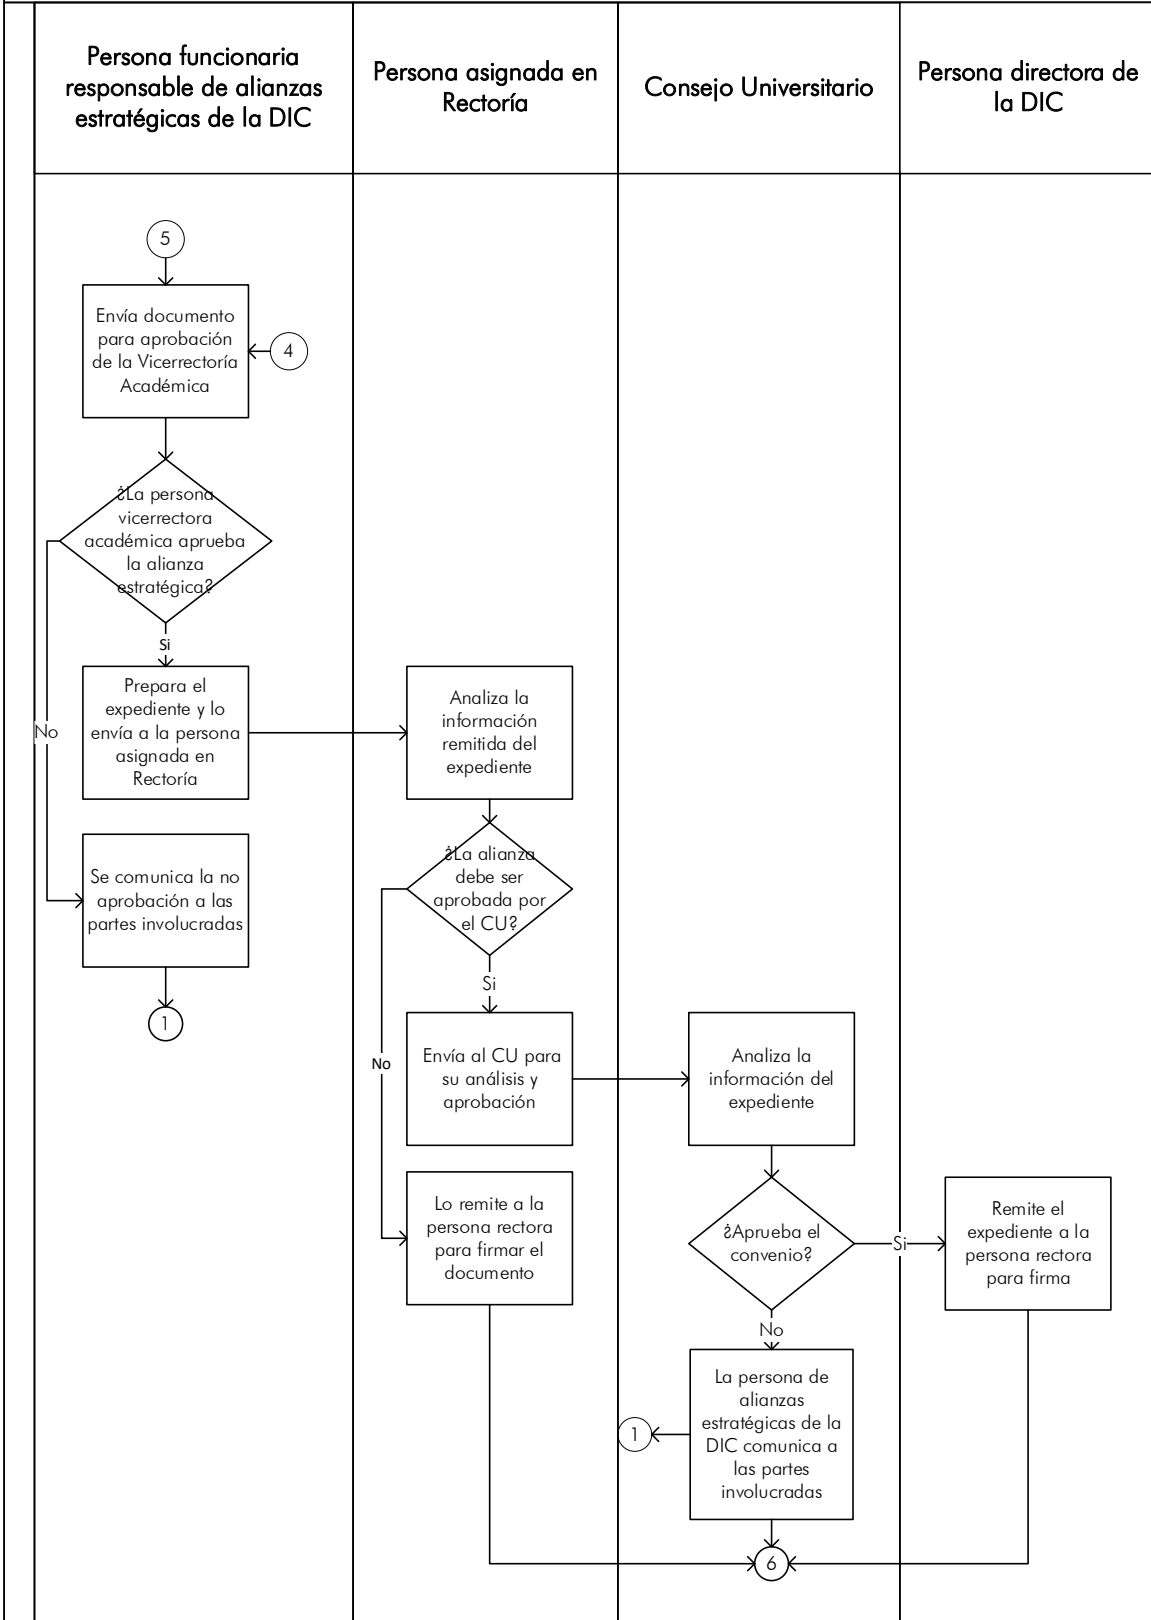 Persona funcionaria
responsable de alianzas
estratégicas de la DIC
Persona asignada en
Rectoría
Consejo Universitario
Persona directora de
la DIC
5
Envía documento
para aprobación
de la Vicerrectoría
Académica
4
¿La persona
vicerrectora
académica aprueba
la alianza
estratégica?
Si
No
Prepara el
expediente y lo
envía a la persona
asignada en
Rectoría
Analiza la
información
remitida del
expediente
Se comunica la no
aprobación a las
partes involucradas
1
¿La alianza
debe ser
aprobada por
el CU?
Si
No
Envía al CU para
su análisis y
aprobación
Analiza la
información del
expediente
Lo remite a la
persona rectora
para firmar el
documento
¿Aprueba el
convenio?
Si
Remite el
expediente a la
persona rectora
para firma
No
La persona de
alianzas
estratégicas de la
DIC comunica a
las partes
involucradas
1
6